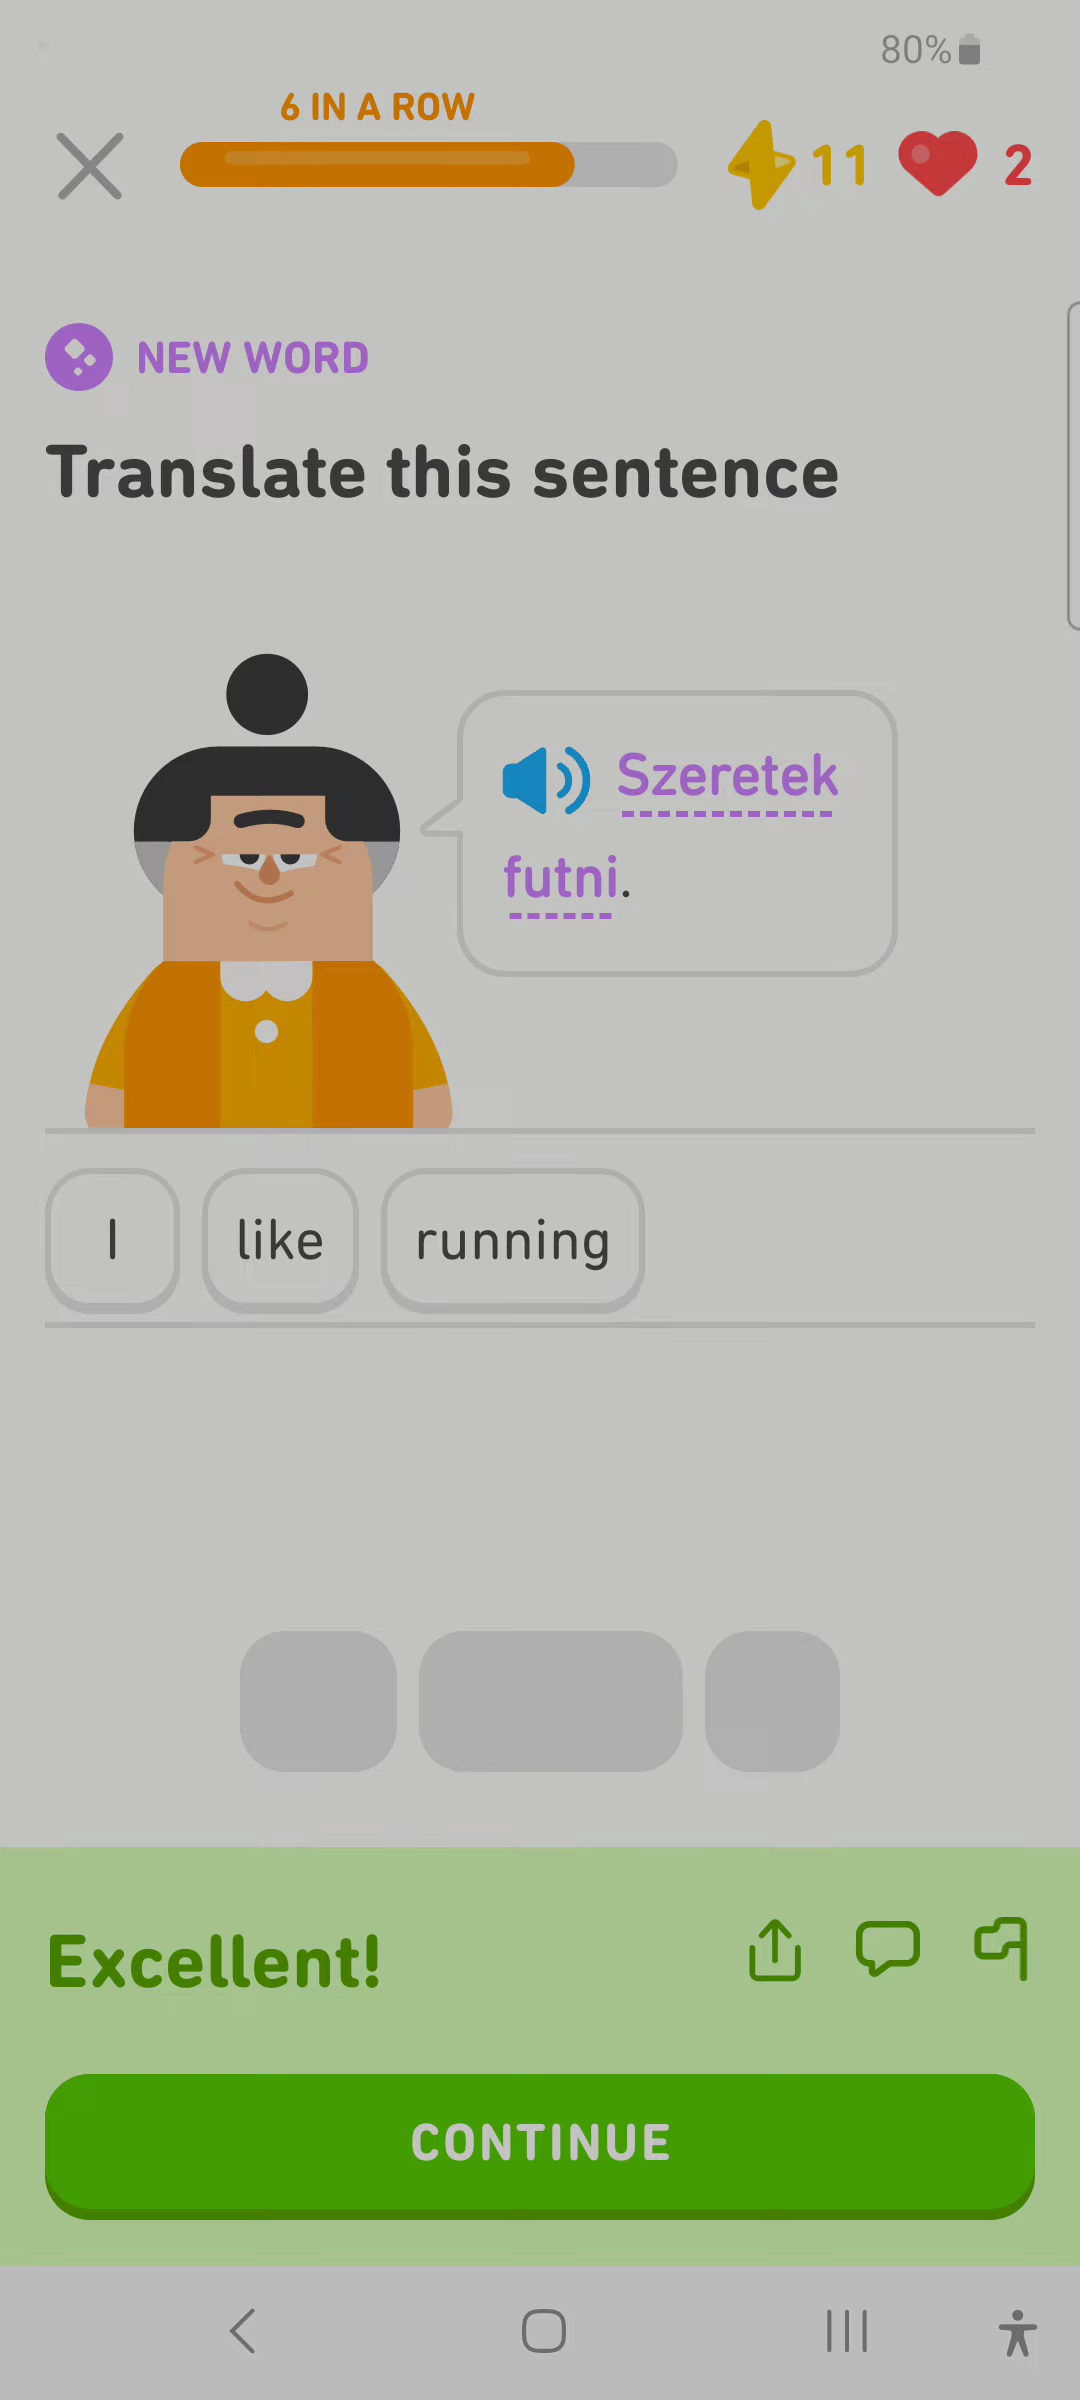 80%
6 IN A ROW
11
2
NEW WORD
Translate this sentence
Szeretek
futni.
I like running
Excellent!
CONTINUE